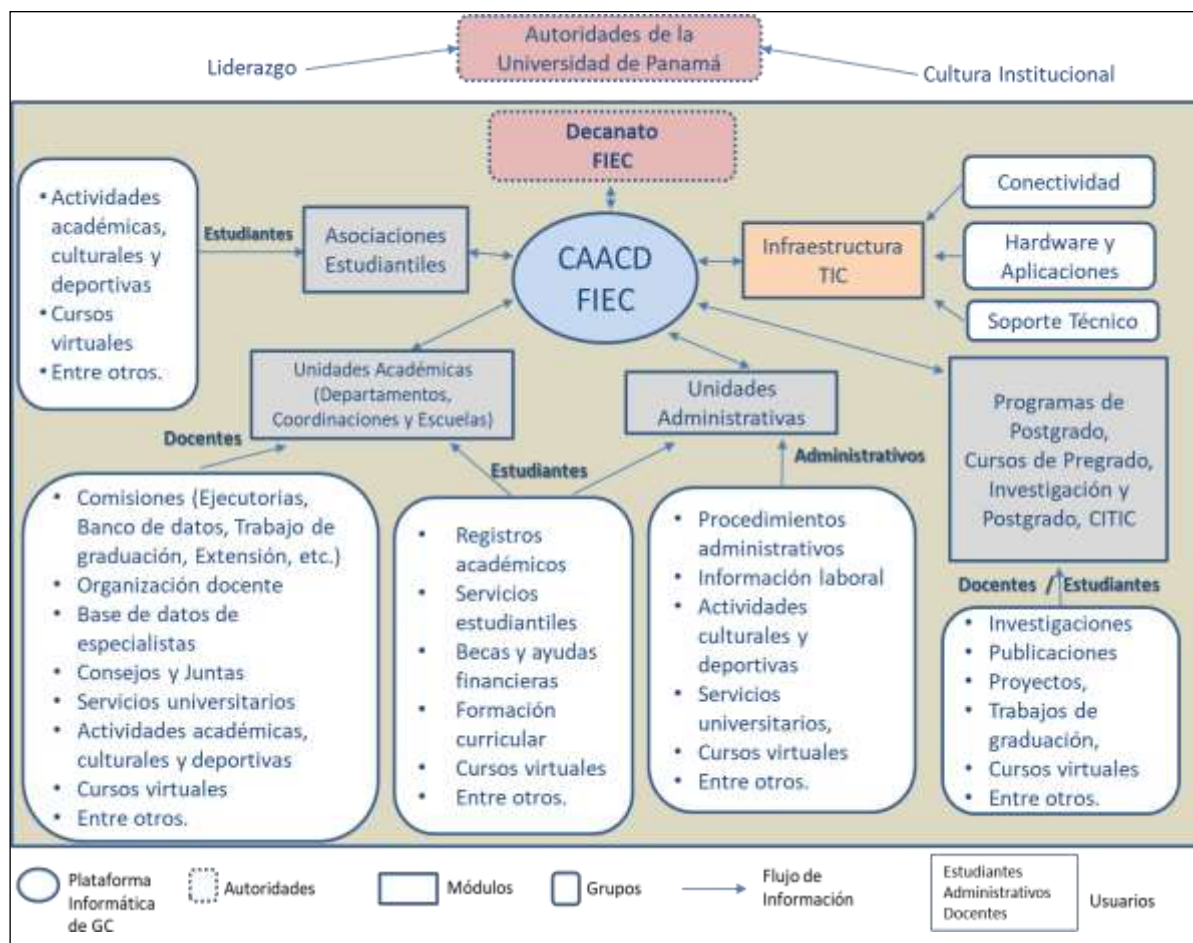 Autoridades de la
Universidad de Panamá
Liderazgo
Cultura Institucional
Decanato
FIEC
• Actividades
académicas,
culturales y
deportivas
• Cursos
virtuales
• Entre otros.
Estudiantes
Asociaciones
Estudiantiles
CAACD
FIEC
Infraestructura
TIC
Conectividad
Hardware y
Aplicaciones
Soporte Técnico
Unidades Académicas
(Departamentos,
Coordinaciones y Escuelas)
Unidades
Administrativas
Programas de
Postgrado,
Cursos de Pregrado,
Investigación y
Postgrado, CITIC
Docentes
Estudiantes
Administrativos
Docentes / Estudiantes
• Comisiones (Ejecutorias,
Banco de datos, Trabajo de
graduación, Extensión, etc.)
• Organización docente
• Base de datos de
especialistas
• Consejos y Juntas
• Servicios universitarios
• Actividades académicas,
culturales y deportivas
• Cursos virtuales
• Entre otros.
• Registros
académicos
• Servicios
estudiantiles
• Becas y ayudas
financieras
• Formación
curricular
• Cursos virtuales
• Entre otros.
• Procedimientos
administrativos
• Información laboral
• Actividades
culturales y
deportivas
• Servicios
universitarios,
• Cursos virtuales
• Entre otros.
• Investigaciones
• Publicaciones
• Proyectos,
• Trabajos de
graduación,
• Cursos virtuales
• Entre otros.
Plataforma
Informática
de GC
Autoridades
Módulos
Grupos
Flujo de
Información
Estudiantes
Administrativos
Docentes
Usuarios